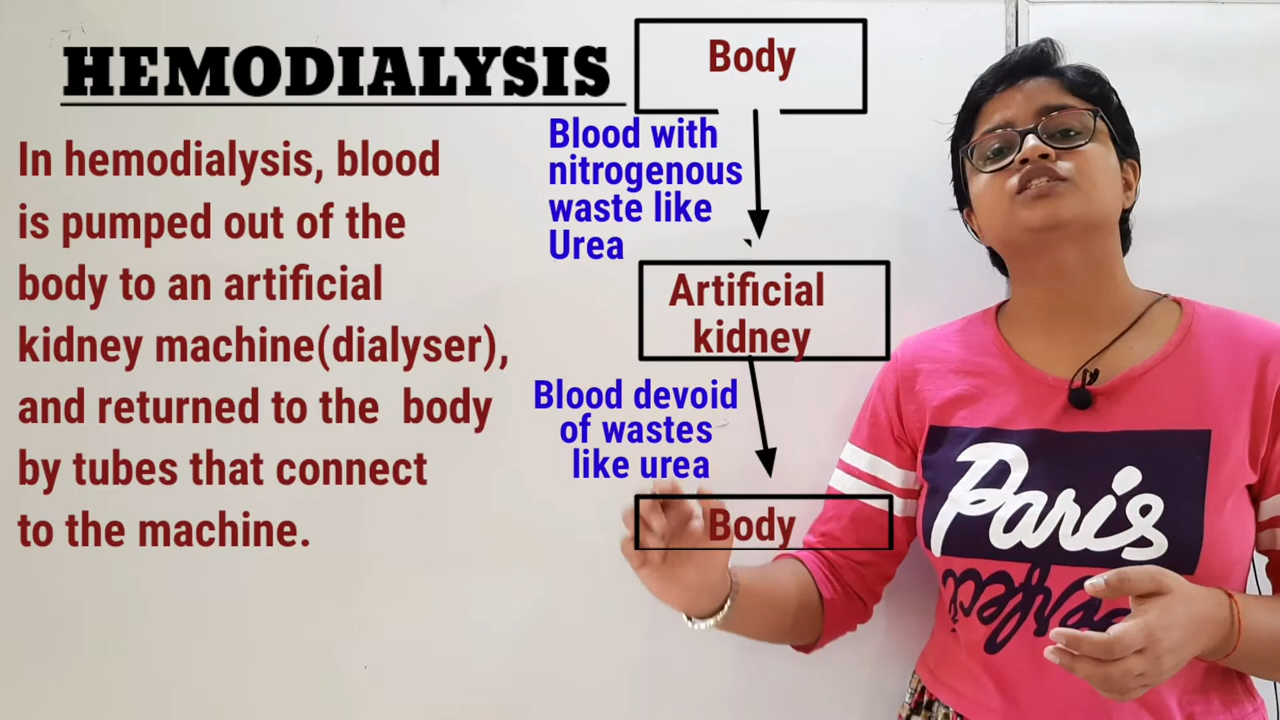 HEMODIALYSIS
In hemodialysis, blood
is pumped out of the
body to an artificial
kidney machine(dialyser),
and returned to the body
by tubes that connect
to the machine.
Body
Blood with
nitrogenous
waste like
Urea
Artificial
kidney
Blood devoid
of wastes
like urea
Body
Paris
perfect